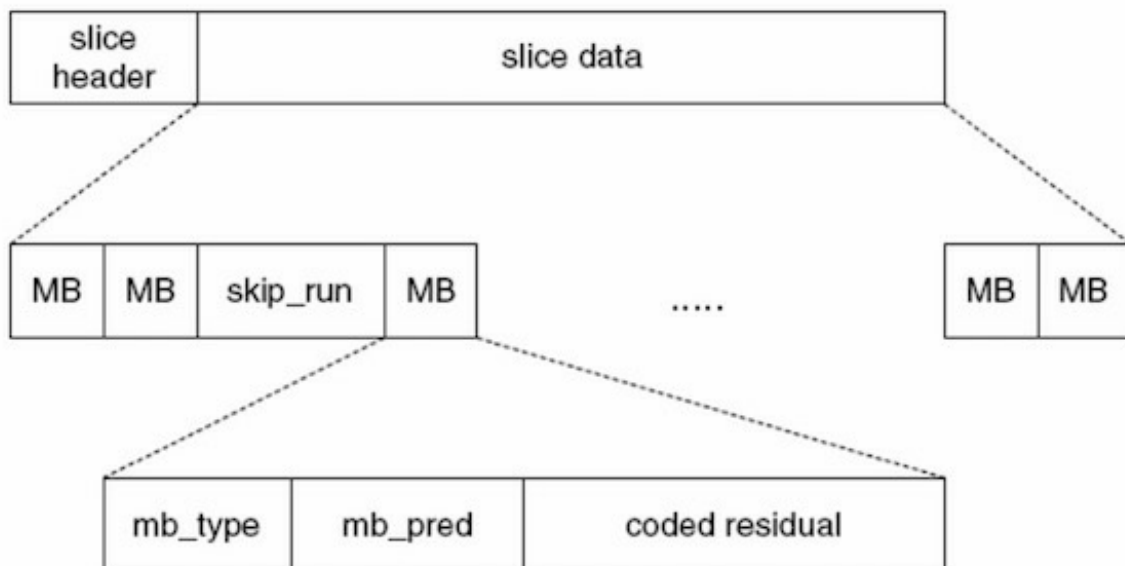 slice
header
slice data
MB MB skip_run MB ..... MB MB
mb_type mb_pred coded residual